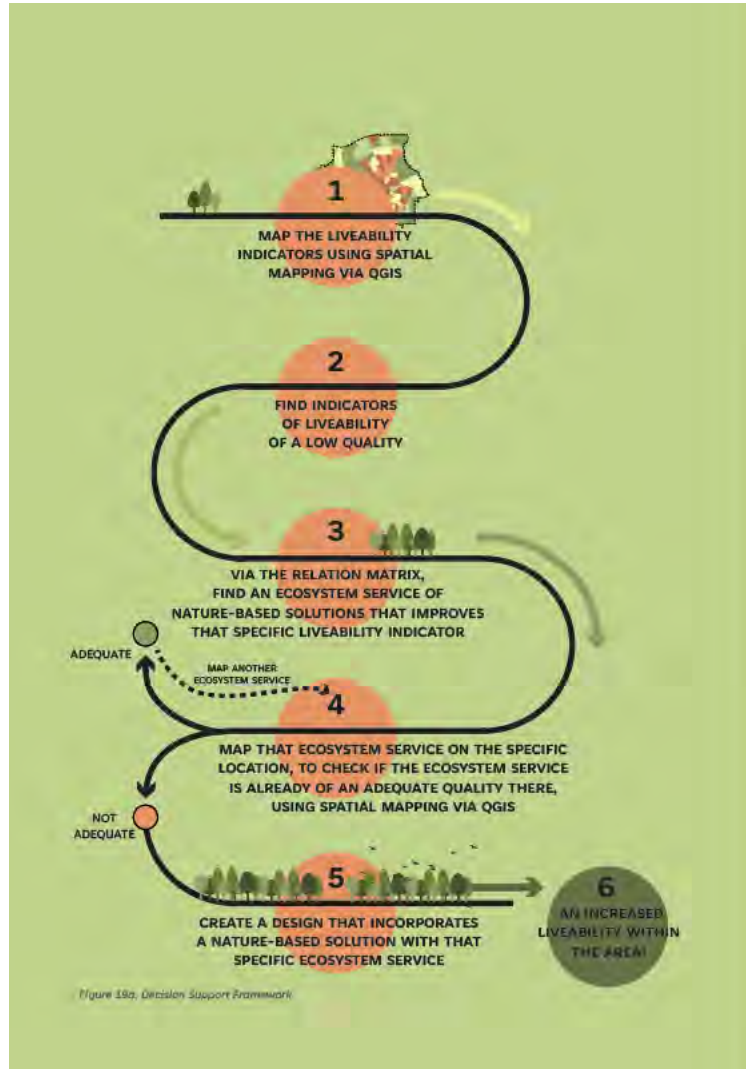 1
MAP THE LIVEABILITY
INDICATORS USING SPATIAL
MAPPING VIA QGIS
2
FIND INDICATORS
OF LIVEABILITY
OF A LOW QUALITY
3
VIA THE RELATION MATRIX,
FIND AN ECOSYSTEM SERVICE OF
NATURE-BASED SOLUTIONS THAT IMPROVES
THAT SPECIFIC LIVEABILITY INDICATOR
ADEQUATE
MAP ANOTHER
ECOSYSTEM SERVICE
4
MAP THAT ECOSYSTEM SERVICE ON THE SPECIFIC
LOCATION, TO CHECK IF THE ECOSYSTEM SERVICE
IS ALREADY OF AN ADEQUATE QUALITY THERE,
USING SPATIAL MAPPING VIA QGIS
NOT
ADEQUATE
5
CREATE A DESIGN THAT INCORPORATES
A NATURE-BASED SOLUTION WITH THAT
SPECIFIC ECOSYSTEM SERVICE
6
AN INCREASED
LIVEABILITY WITHIN
THE AREA!
Figure 19a. Decision Support Framework